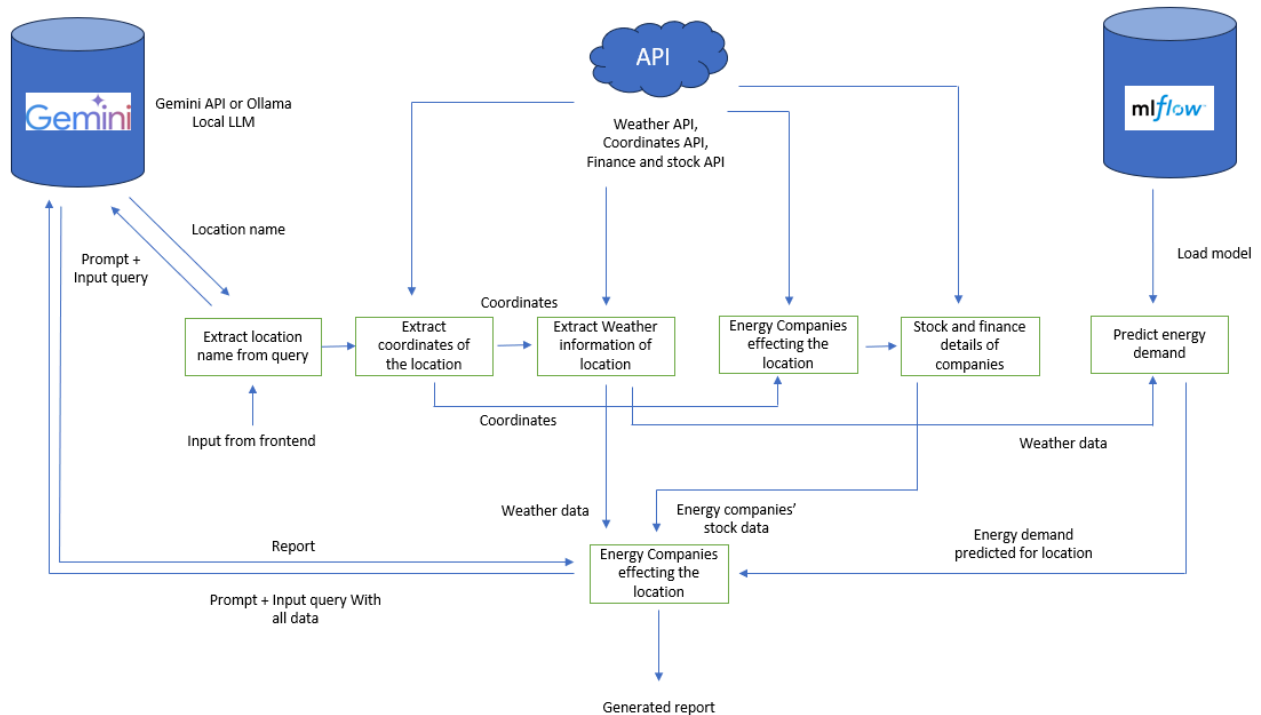 API
Gemini
Gemini API or Ollama
Local LLM
mlflow
Weather API,
Coordinates API,
Finance and stock API
Location name
Prompt +
Input query
Load model
Coordinates
Extract location
name from query
Extract
coordinates of
the location
Extract Weather
information of
location
Energy Companies
effecting the
location
Stock and finance
details of
companies
Predict energy
demand
Input from frontend
Coordinates
Weather data
Weather data
Energy companies’
stock data
Energy demand
predicted for location
Report
Energy Companies
effecting the
location
Prompt + Input query With
all data
Generated report